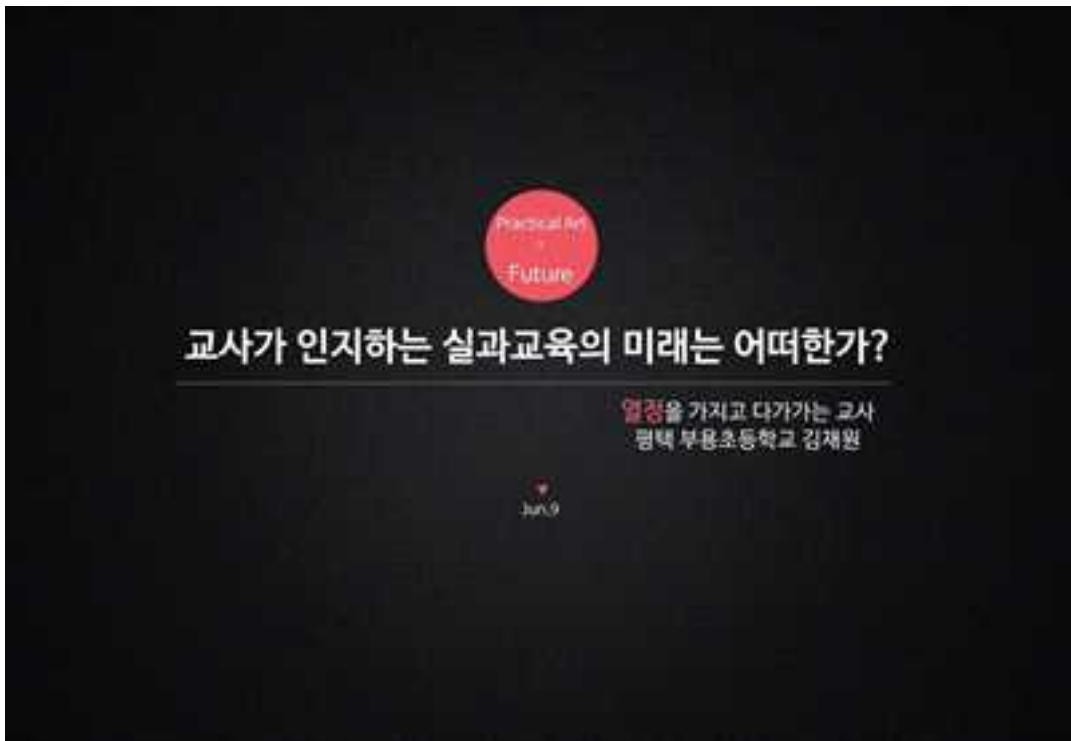 Practical Art
Future
교사가 인지하는 실과교육의 미래는 어떠한가?
열정을 가지고 다가가는 교사
평택 부용초등학교 김재원
Jun.9